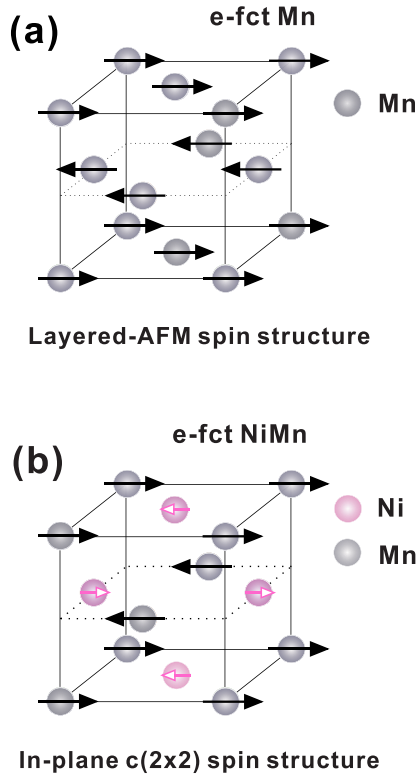 (a)
e-fct Mn
Mn
Layered-AFM spin structure
(b)
e-fct NiMn
Ni
Mn
In-plane c(2x2) spin structure